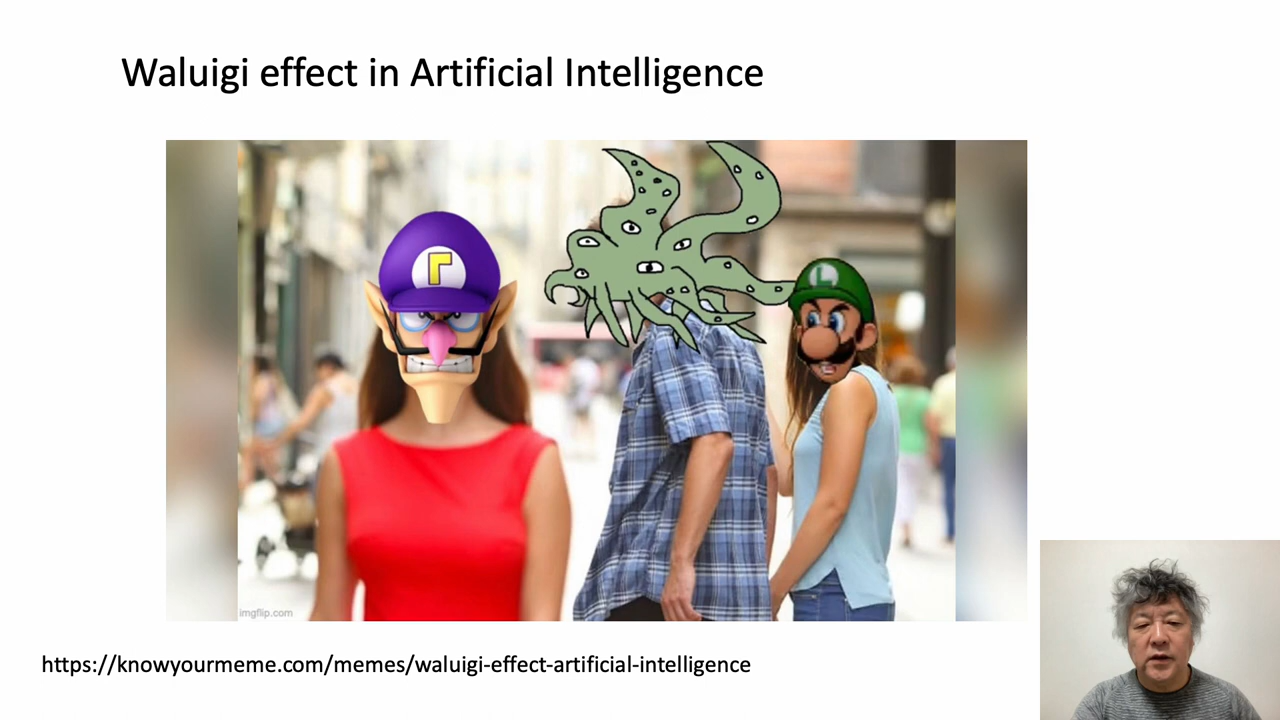 Waluigi effect in Artificial Intelligence
Γ
L
imgflip.com
https://knowyourmeme.com/memes/waluigi-effect-artificial-intelligence